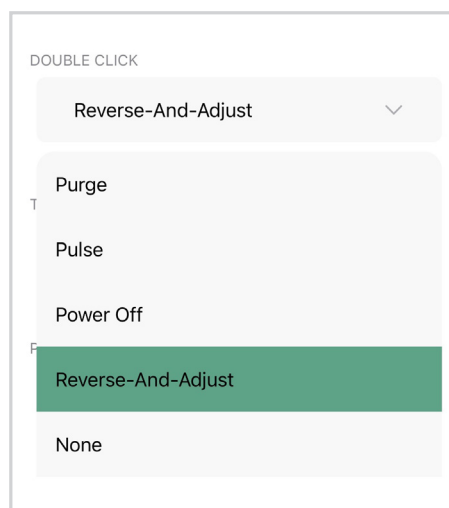 DOUBLE CLICK
Reverse-And-Adjust
Purge
Pulse
Power Off
Reverse-And-Adjust
None